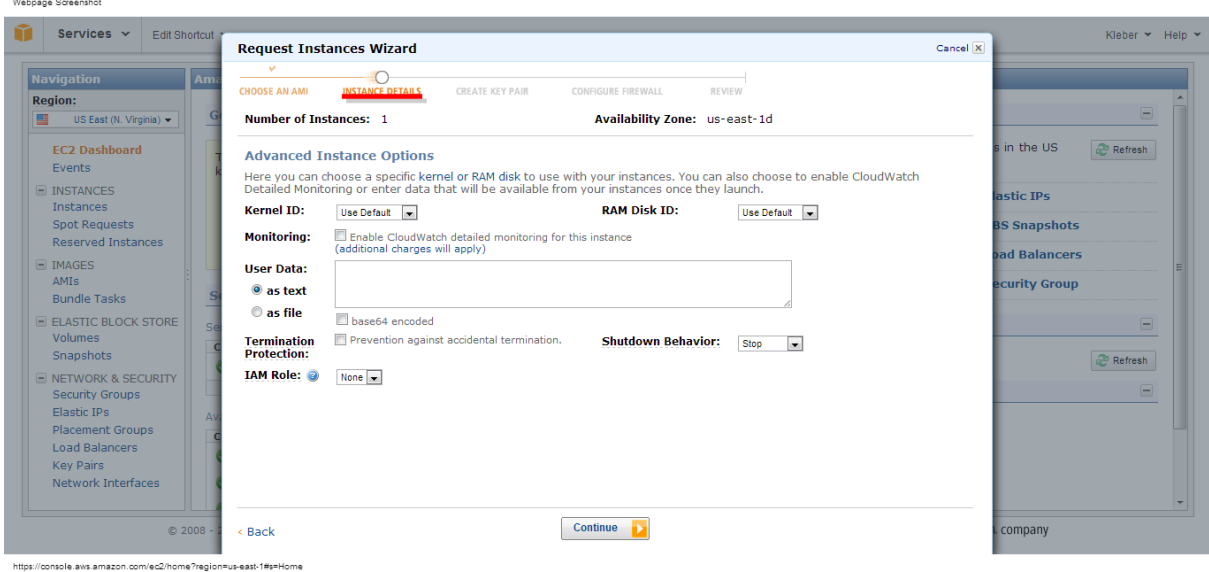 Webpage Screenshot
Services
Edit Shortcut
Kleber
Help
Navigation
Region:
US East (N. Virginia)
EC2 Dashboard
Events
INSTANCES
Instances
Spot Requests
Reserved Instances
IMAGES
AMIs
Bundle Tasks
ELASTIC BLOCK STORE
Volumes
Snapshots
NETWORK & SECURITY
Security Groups
Elastic IPs
Placement Groups
Load Balancers
Key Pairs
Network Interfaces
Request Instances Wizard
Cancel
CHOOSE AN AMI
INSTANCE DETAILS
CREATE KEY PAIR
CONFIGURE FIREWALL
REVIEW
Number of Instances: 1
Availability Zone: us-east-1d
Advanced Instance Options
Here you can choose a specific kernel or RAM disk to use with your instances. You can also choose to enable CloudWatch
Detailed Monitoring or enter data that will be available from your instances once they launch.
Kernel ID: Use Default
RAM Disk ID: Use Default
Monitoring: Enable CloudWatch detailed monitoring for this instance
(additional charges will apply)
User Data:
as text
as file
base64 encoded
Termination Protection: Prevention against accidental termination.
Shutdown Behavior: Stop
IAM Role: None
< Back
Continue
s in the US
Refresh
lastic IPs
BS Snapshots
oad Balancers
ecurity Group
Refresh
© 2008 -
company
https://console.aws.amazon.com/ec2/home?region=us-east-1#s=Home